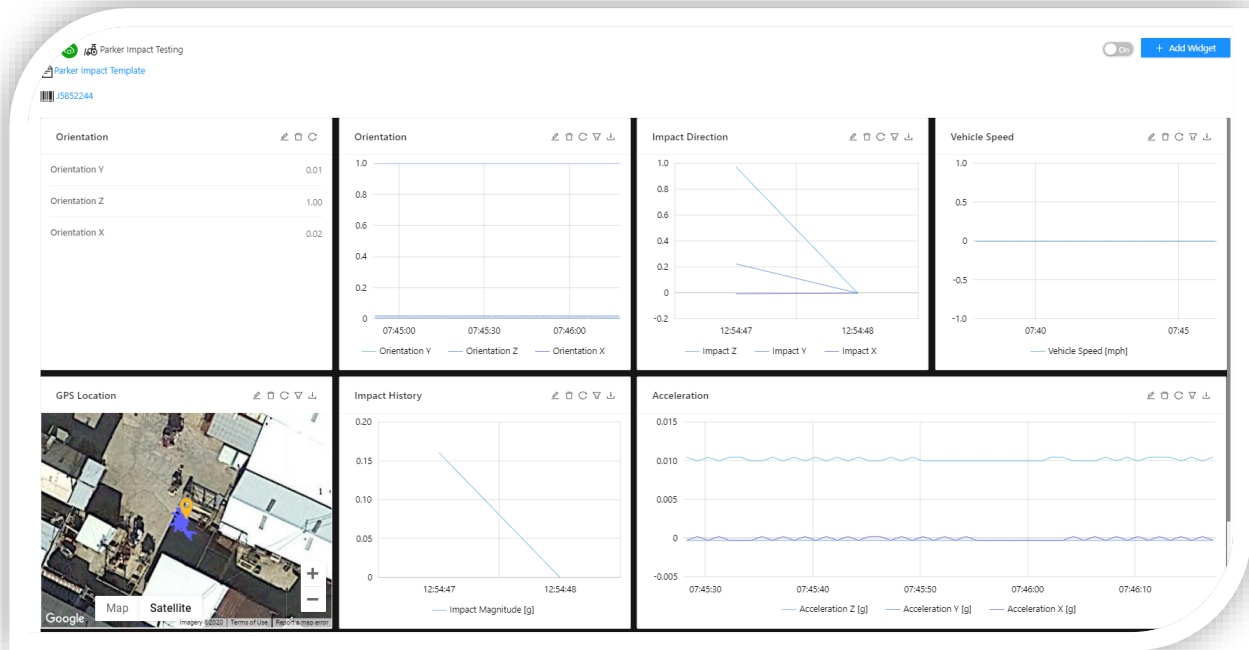 Parker Impact Testing
On
+ Add Widget
Parker Impact Template
J5852244
Orientation
Orientation Y 0.01
Orientation Z 1.00
Orientation X 0.02
Orientation
1.0
0.8
0.6
0.4
0.2
0
07:45:00 07:45:30 07:46:00
Orientation Y Orientation Z Orientation X
Impact Direction
1.0
0.8
0.6
0.4
0.2
0
-0.2
12:54:47 12:54:48
Impact Z Impact Y Impact X
Vehicle Speed
1.0
0.5
0
-0.5
-1.0
07:40 07:45
Vehicle Speed [mph]
GPS Location
1
+
−
Map Satellite
Google
Imagery ©2020 Terms of Use Report a map error
Impact History
0.20
0.15
0.10
0.05
0
12:54:47 12:54:48
Impact Magnitude [g]
Acceleration
0.015
0.010
0.005
0
-0.005
07:45:30 07:45:40 07:45:50 07:46:00 07:46:10
Acceleration Z [g] Acceleration Y [g] Acceleration X [g]